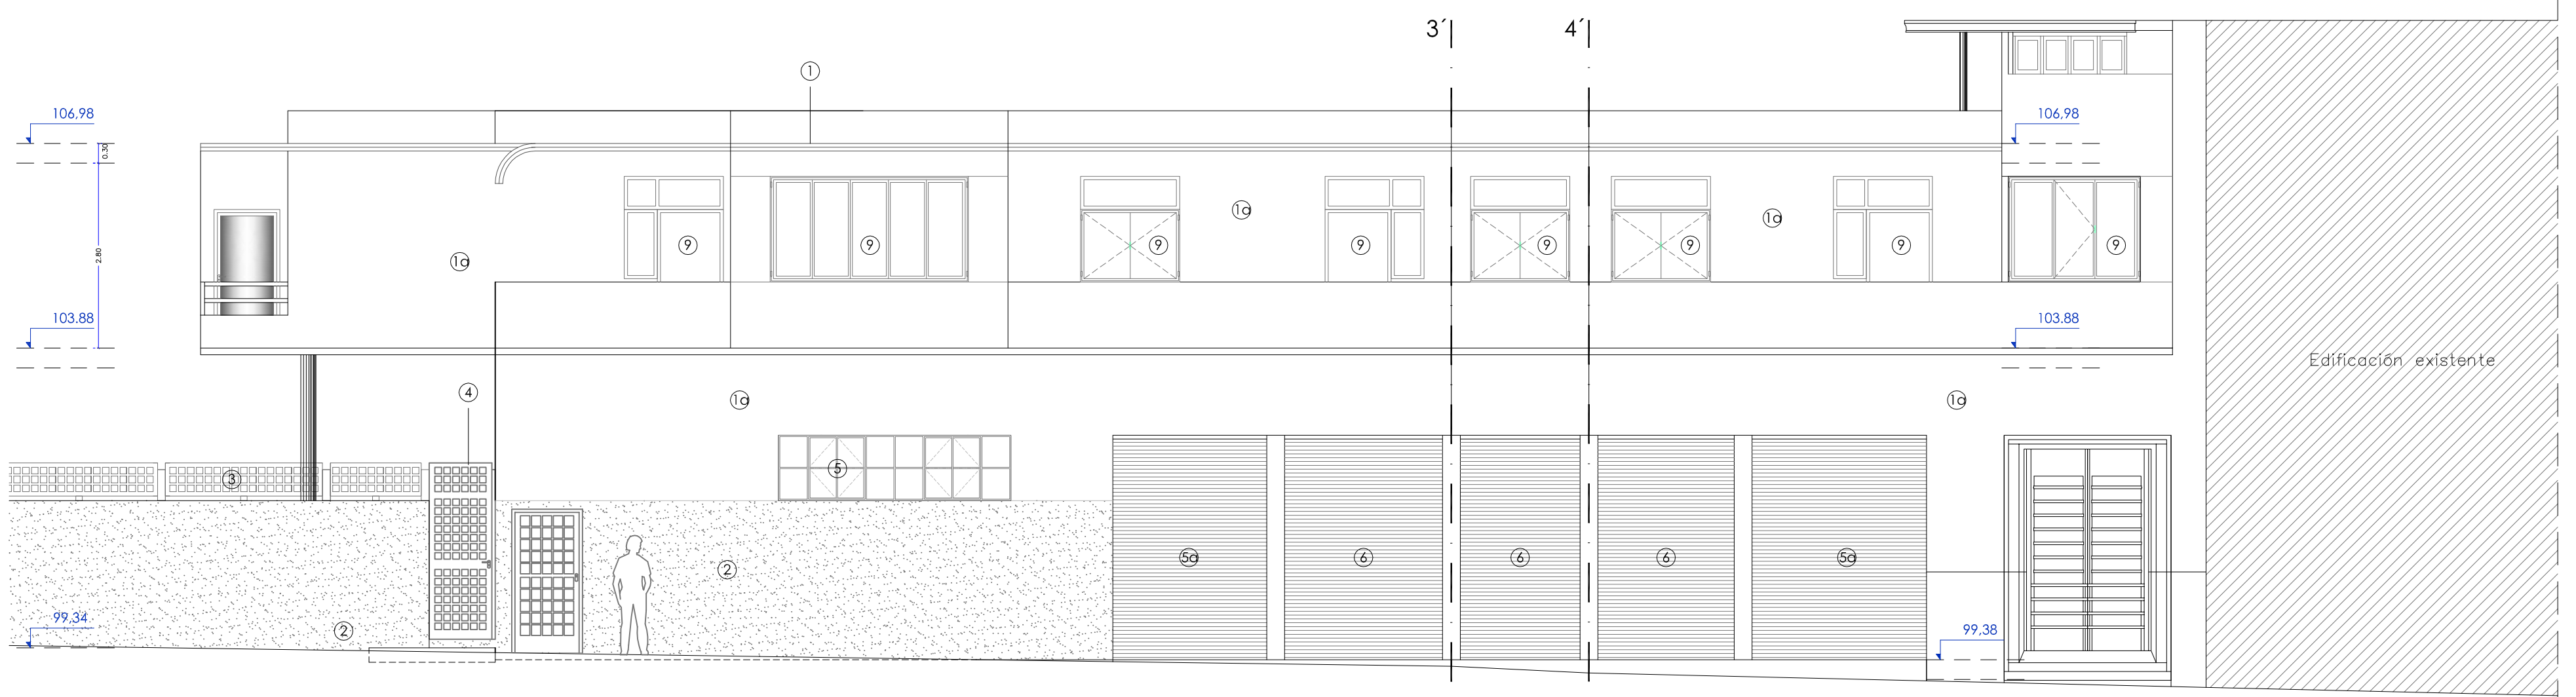 3´ 4´
1
106,98 106,98
0.30
1a 1a
9 9 9 9 9 9 9 9
2.80
1a
103.88 103.88
Edificación existente
4
1a 1a
5
3
5a 6 6 6 5a
2
99,34 99,38
2